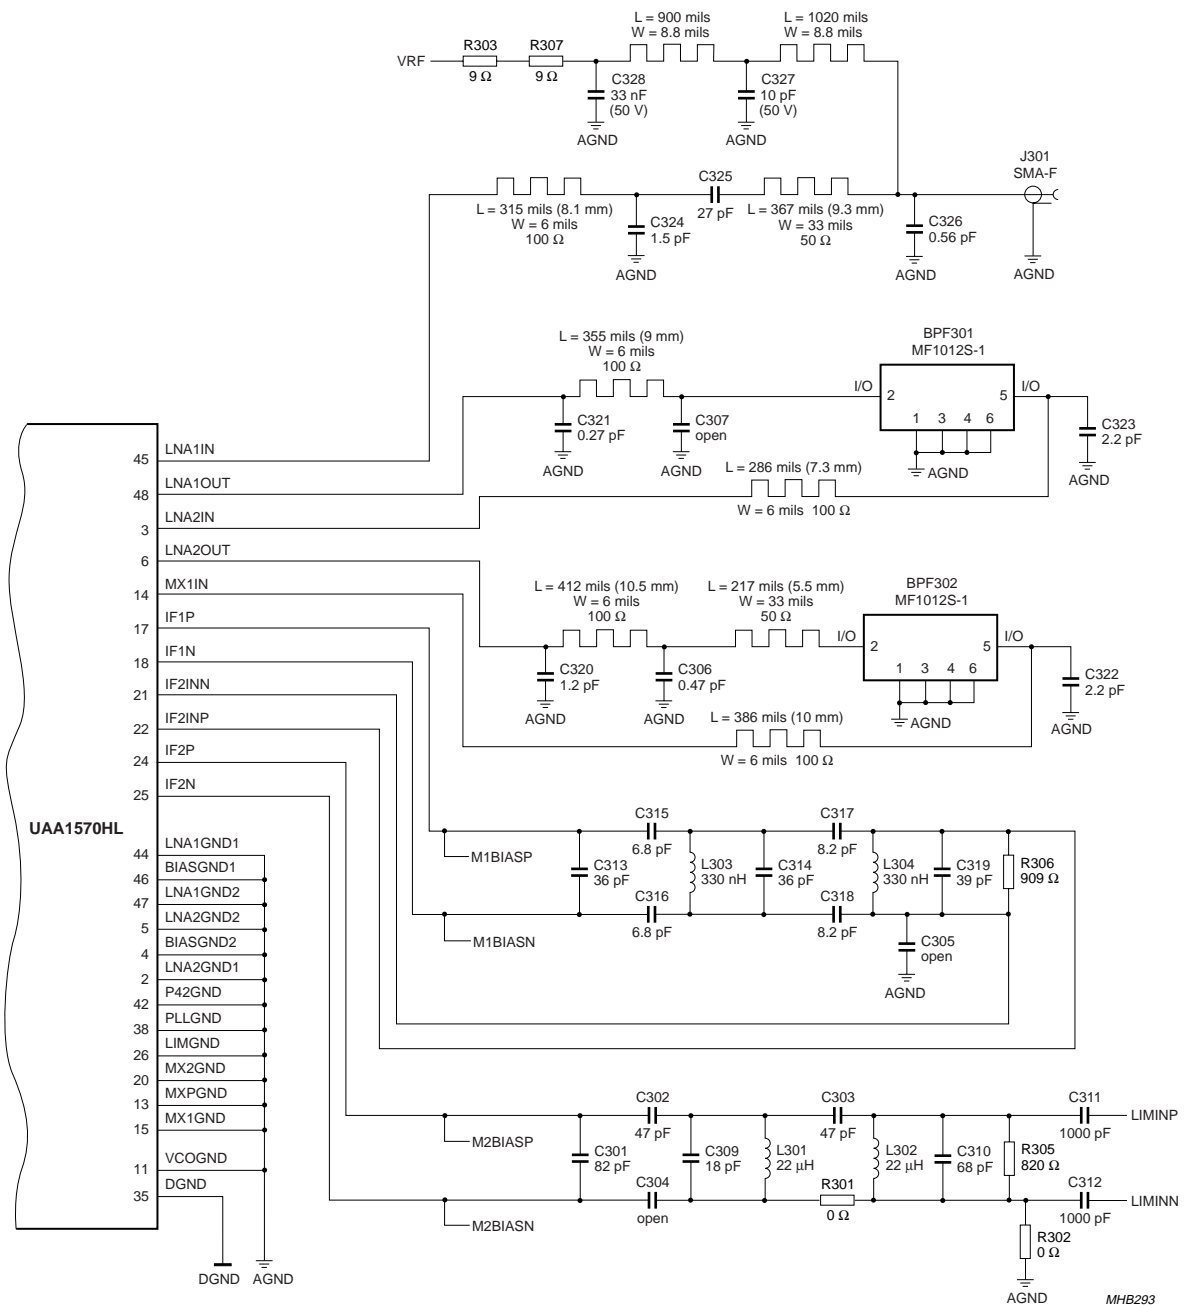 L = 900 mils
W = 8.8 mils
L = 1020 mils
W = 8.8 mils
VRF
R303
9 Ω
R307
9 Ω
C328
33 nF
(50 V)
AGND
C327
10 pF
(50 V)
AGND
J301
SMA-F
L = 315 mils (8.1 mm)
W = 6 mils
100 Ω
C324
1.5 pF
AGND
C325
27 pF
L = 367 mils (9.3 mm)
W = 33 mils
50 Ω
C326
0.56 pF
AGND
AGND
L = 355 mils (9 mm)
W = 6 mils
100 Ω
C321
0.27 pF
AGND
C307
open
AGND
BPF301
MF1012S-1
I/O
2
5
I/O
1
3
4
6
AGND
C323
2.2 pF
AGND
L = 286 mils (7.3 mm)
W = 6 mils 100 Ω
45
LNA1IN
48
LNA1OUT
3
LNA2IN
6
LNA2OUT
14
MX1IN
17
IF1P
18
IF1N
21
IF2INN
22
IF2INP
24
IF2P
25
IF2N
L = 412 mils (10.5 mm)
W = 6 mils
100 Ω
L = 217 mils (5.5 mm)
W = 33 mils
50 Ω
C320
1.2 pF
AGND
C306
0.47 pF
AGND
BPF302
MF1012S-1
I/O
2
5
I/O
1
3
4
6
AGND
C322
2.2 pF
AGND
L = 386 mils (10 mm)
W = 6 mils 100 Ω
UAA1570HL
44
LNA1GND1
46
BIASGND1
47
LNA1GND2
5
LNA2GND2
4
BIASGND2
2
LNA2GND1
42
P42GND
38
PLLGND
26
LIMGND
20
MX2GND
13
MXPGND
15
MX1GND
11
VCOGND
35
DGND
DGND
AGND
M1BIASP
M1BIASN
C313
36 pF
C315
6.8 pF
C316
6.8 pF
L303
330 nH
C314
36 pF
C317
8.2 pF
C318
8.2 pF
L304
330 nH
C319
39 pF
R306
909 Ω
C305
open
AGND
M2BIASP
M2BIASN
C301
82 pF
C302
47 pF
C304
open
C309
18 pF
L301
22 μH
C303
47 pF
R301
0 Ω
L302
22 μH
C310
68 pF
R305
820 Ω
C311
1000 pF
LIMINP
C312
1000 pF
LIMINN
R302
0 Ω
AGND
MHB293